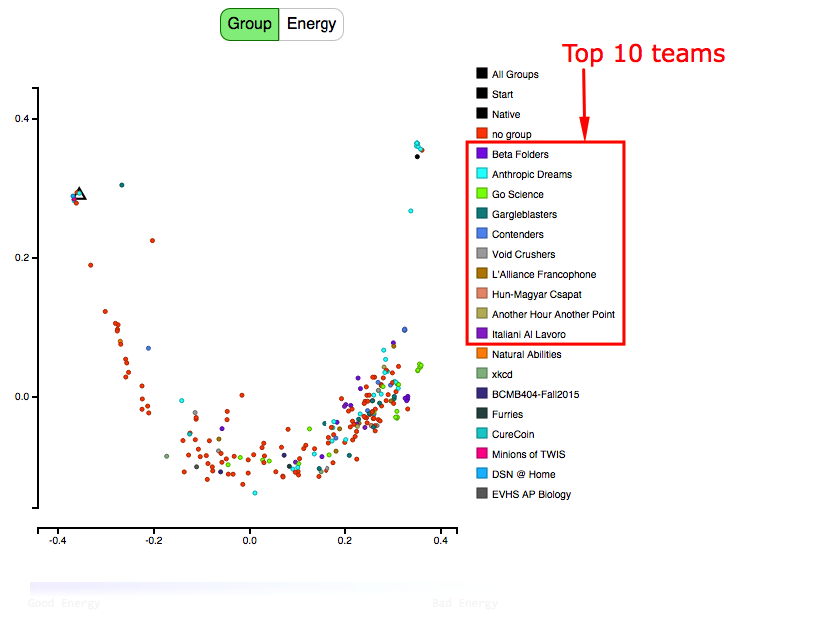 Group Energy
Top 10 teams
All Groups
Start
Native
no group
Beta Folders
Anthropic Dreams
Go Science
Gargleblasters
Contenders
Void Crushers
L'Alliance Francophone
Hun-Magyar Csapat
Another Hour Another Point
Italiani Al Lavoro
Natural Abilities
xkcd
BCMB404-Fall2015
Furries
CureCoin
Minions of TWIS
DSN @ Home
EVHS AP Biology
0.4
0.2
0.0
-0.4 -0.2 0.0 0.2 0.4
Good Energy Bad Energy